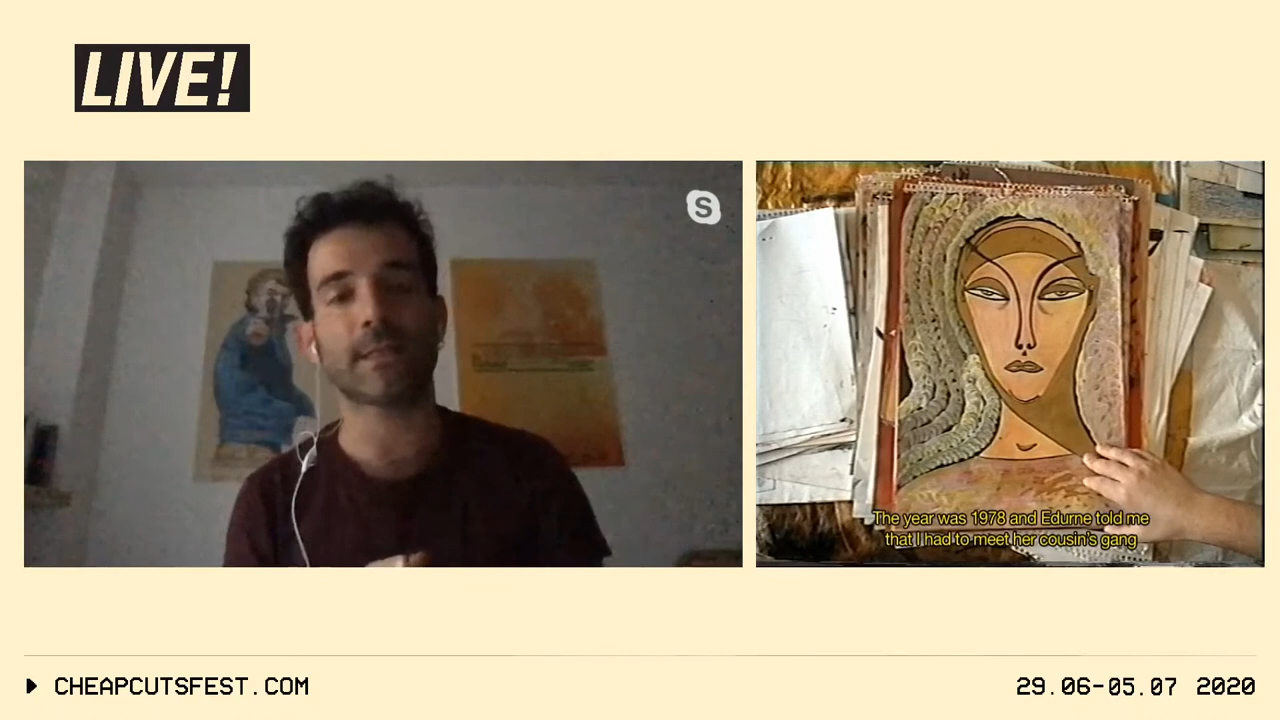 LIVE!
S
The year was 1978 and Edurne told me
that I had to meet her cousin's gang
CHEAPCUTSFEST.COM
29.06-05.07 2020